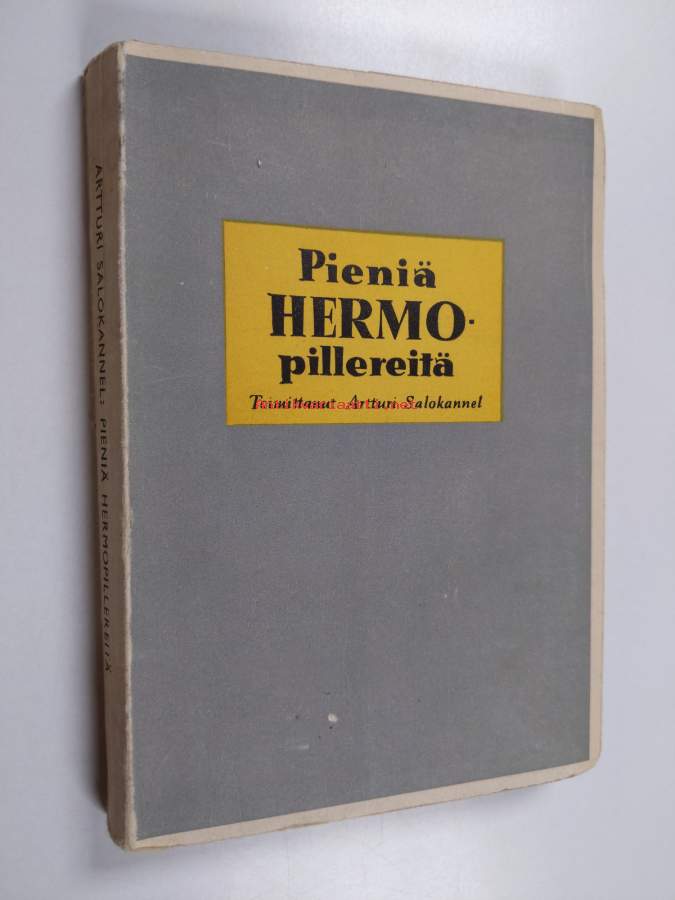 Pieniä
HERMO-
pillereitä
Toimittanut Artturi Salokannel
ARTTURI SALOKANNEL: PIENIÄ HERMOPILLEREITÄ